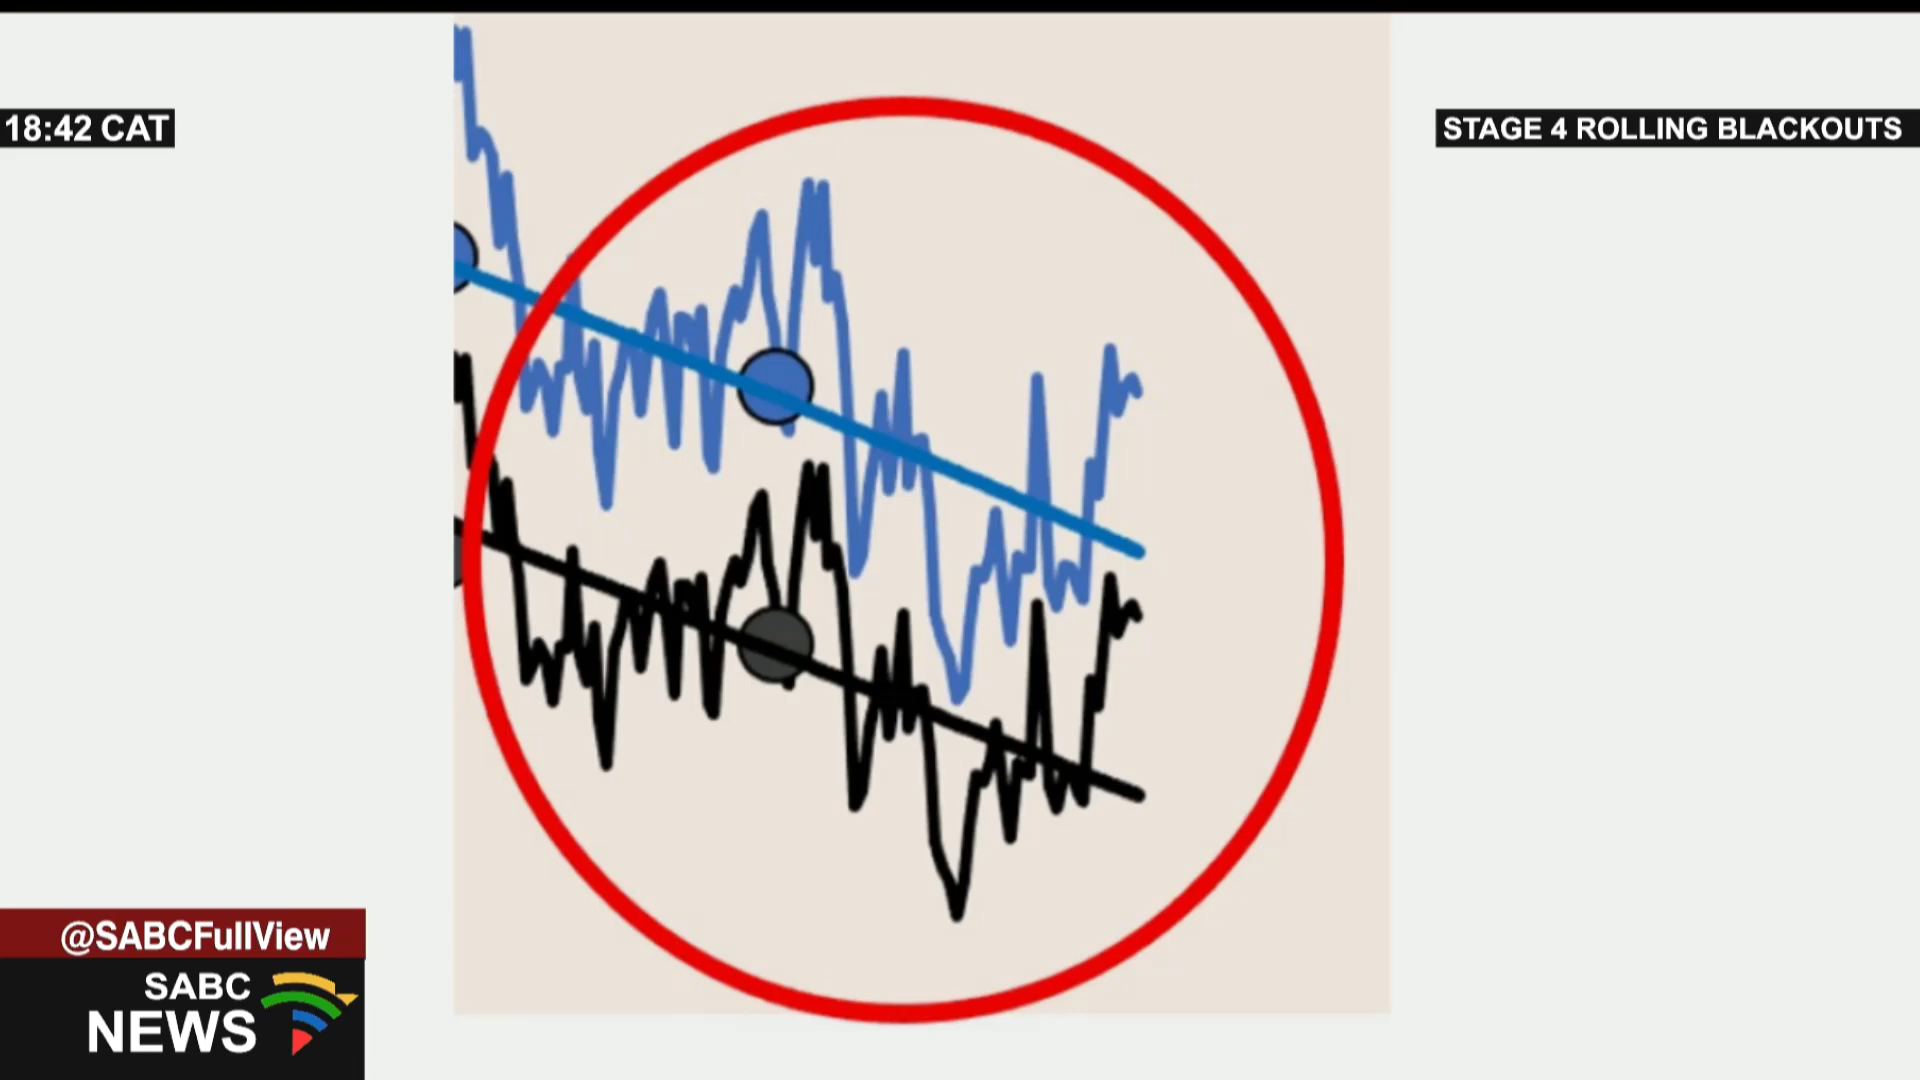 18:42 CAT
STAGE 4 ROLLING BLACKOUTS
@SABCFullView
SABC
NEWS